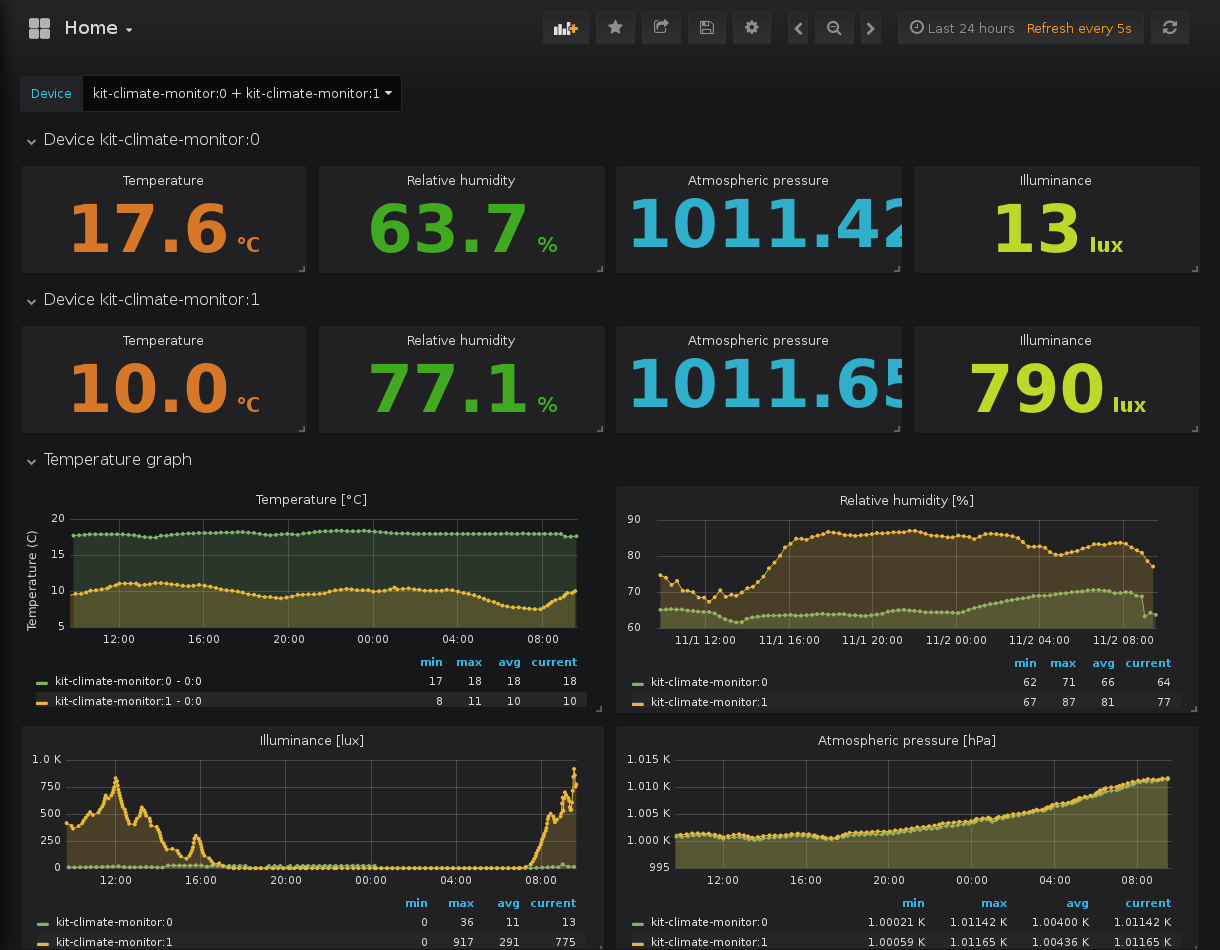 Home
Last 24 hours Refresh every 5s
Device kit-climate-monitor:0 + kit-climate-monitor:1
Device kit-climate-monitor:0
Temperature Relative humidity Atmospheric pressure Illuminance
17.6 °C 63.7 % 1011.42 13 lux
Device kit-climate-monitor:1
Temperature Relative humidity Atmospheric pressure Illuminance
10.0 °C 77.1 % 1011.65 790 lux
Temperature graph
Temperature [°C]
Temperature (C)
20
15
10
5
12:00 16:00 20:00 00:00 04:00 08:00
min max avg current
kit-climate-monitor:0 - 0:0 17 18 18 18
kit-climate-monitor:1 - 0:0 8 11 10 10
Relative humidity [%]
90
80
70
60
11/1 12:00 11/1 16:00 11/1 20:00 11/2 00:00 11/2 04:00 11/2 08:00
min max avg current
kit-climate-monitor:0 62 71 66 64
kit-climate-monitor:1 67 87 81 77
Illuminance [lux]
1.0 K
750
500
250
0
12:00 16:00 20:00 00:00 04:00 08:00
min max avg current
kit-climate-monitor:0 0 36 11 13
kit-climate-monitor:1 0 917 291 775
Atmospheric pressure [hPa]
1.015 K
1.010 K
1.005 K
1.000 K
995
12:00 16:00 20:00 00:00 04:00 08:00
min max avg current
kit-climate-monitor:0 1.00021 K 1.01142 K 1.00400 K 1.01142 K
kit-climate-monitor:1 1.00059 K 1.01165 K 1.00436 K 1.01165 K